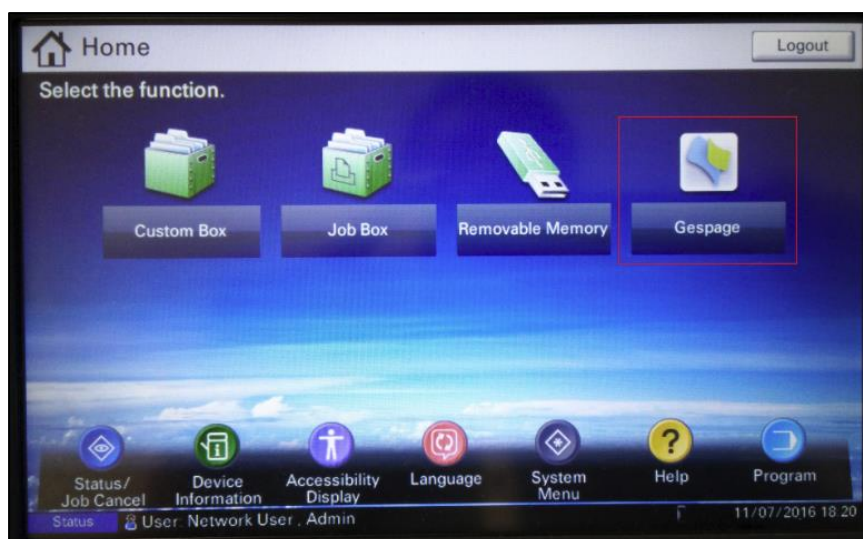 Home
Logout
Select the function.
Custom Box
Job Box
Removable Memory
Gespage
Status/
Job Cancel
Device
Information
Accessibility
Display
Language
System
Menu
Help
Program
Status
User: Network User , Admin
11/07/2016 18:20